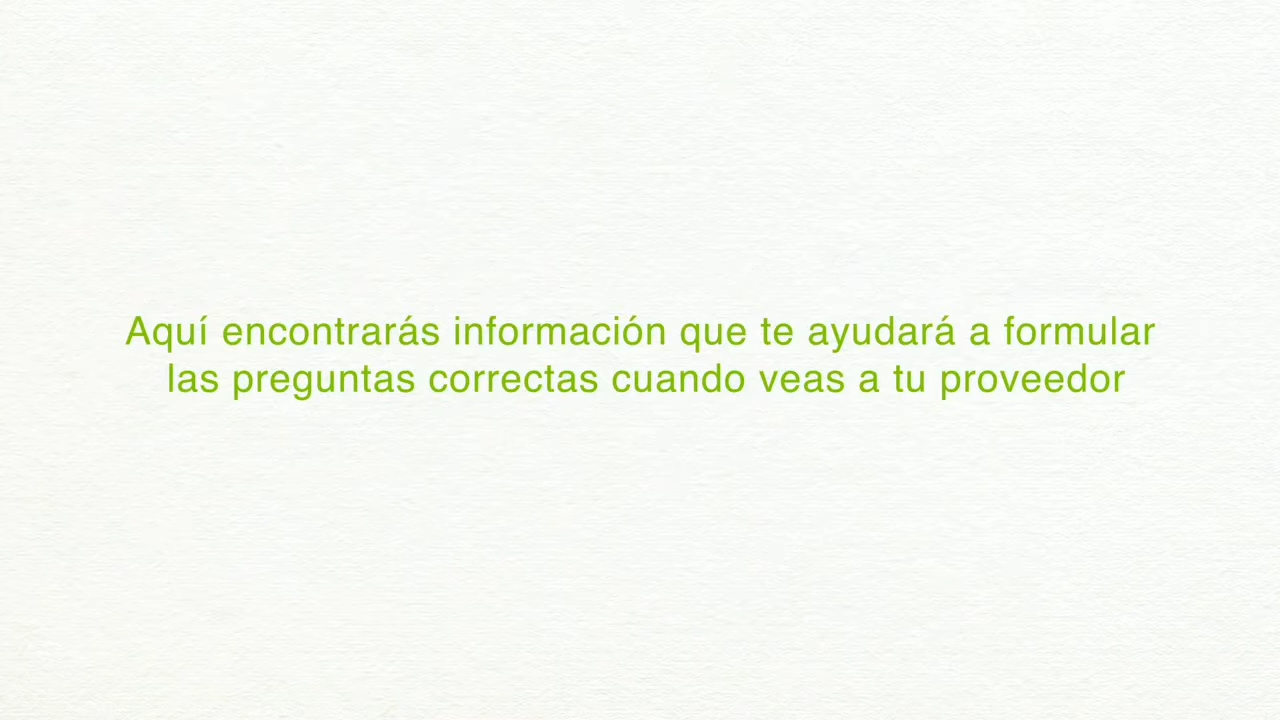 Aquí encontrarás información que te ayudará a formular
las preguntas correctas cuando veas a tu proveedor